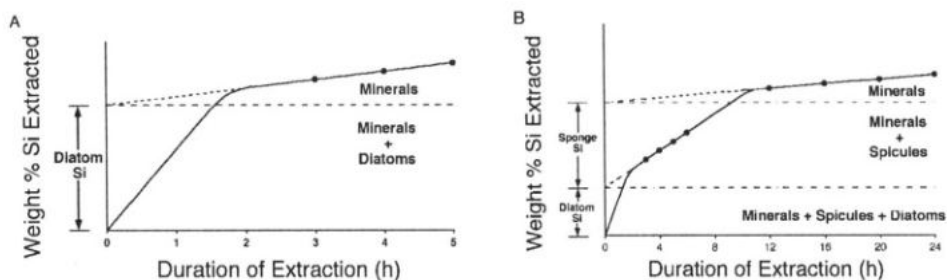 A
Weight % Si Extracted
Diatom
Si
Minerals
Minerals
+
Diatoms
0 1 2 3 4 5
Duration of Extraction (h)
B
Weight % Si Extracted
Sponge
Si
Diatom
Si
Minerals
Minerals
+
Spicules
Minerals + Spicules + Diatoms
0 4 8 12 16 20 24
Duration of Extraction (h)